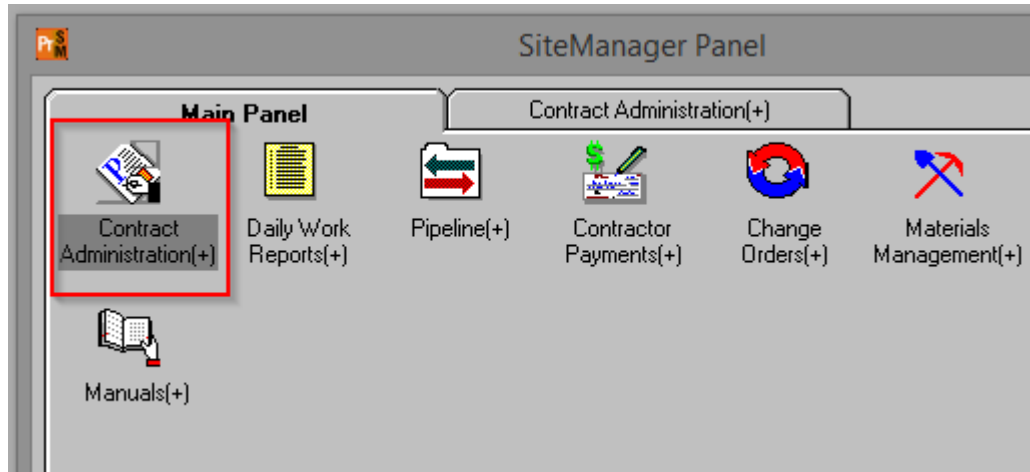 Pr S M
SiteManager Panel
Main Panel
Contract Administration(+)
Contract
Administration(+)
Daily Work
Reports(+)
Pipeline(+)
Contractor
Payments(+)
Change
Orders(+)
Materials
Management(+)
Manuals(+)